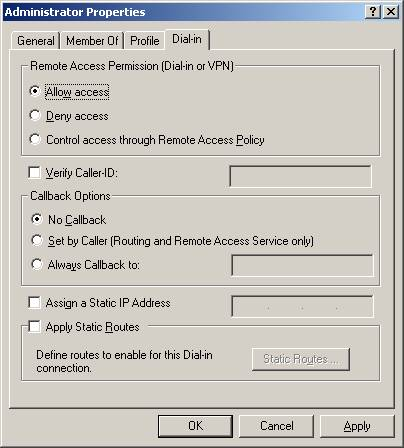 Administrator Properties
General Member Of Profile Dial-in
Remote Access Permission (Dial-in or VPN)
Allow access
Deny access
Control access through Remote Access Policy
Verify Caller-ID:
Callback Options
No Callback
Set by Caller (Routing and Remote Access Service only)
Always Callback to:
Assign a Static IP Address
Apply Static Routes
Define routes to enable for this Dial-in
connection.
Static Routes ...
OK Cancel Apply